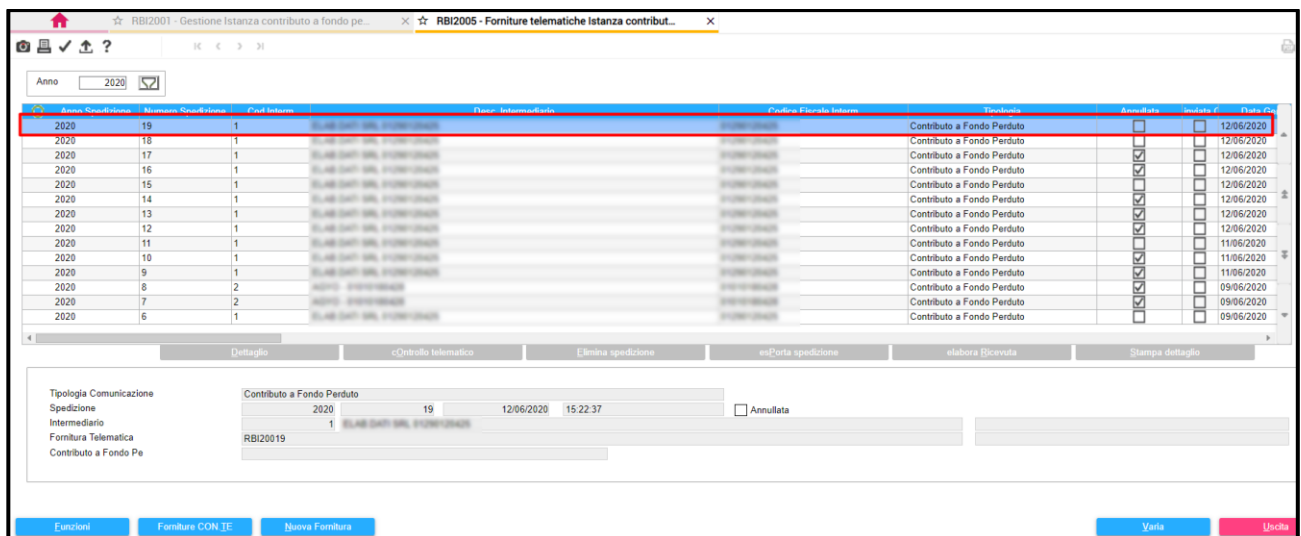 RBI2001 - Gestione Istanza contributo a fondo pe... RBI2005 - Forniture telematiche Istanza contribut...
Anno 2020
Anno Spedizione Numero Spedizione Cod Interm Desc. Intermediario Codice Fiscale Interm. Tipologia Annullata Inviata Data Ge
2020 19 1 Contributo a Fondo Perduto 12/06/2020
2020 18 1 Contributo a Fondo Perduto 12/06/2020
2020 17 1 Contributo a Fondo Perduto 12/06/2020
2020 16 1 Contributo a Fondo Perduto 12/06/2020
2020 15 1 Contributo a Fondo Perduto 12/06/2020
2020 14 1 Contributo a Fondo Perduto 12/06/2020
2020 13 1 Contributo a Fondo Perduto 12/06/2020
2020 12 1 Contributo a Fondo Perduto 12/06/2020
2020 11 1 Contributo a Fondo Perduto 11/06/2020
2020 10 1 Contributo a Fondo Perduto 11/06/2020
2020 9 1 Contributo a Fondo Perduto 11/06/2020
2020 8 2 Contributo a Fondo Perduto 09/06/2020
2020 7 2 Contributo a Fondo Perduto 09/06/2020
2020 6 1 Contributo a Fondo Perduto 09/06/2020
Dettaglio cOntrollo telematico Elimina spedizione esPorta spedizione elabora Ricevuta Stampa dettaglio
Tipologia Comunicazione Contributo a Fondo Perduto
Spedizione 2020 19 12/06/2020 15:22:37 Annullata
Intermediario 1
Fornitura Telematica RBI20019
Contributo a Fondo Pe
Funzioni Forniture CON TE Nuova Fornitura Varia Uscita